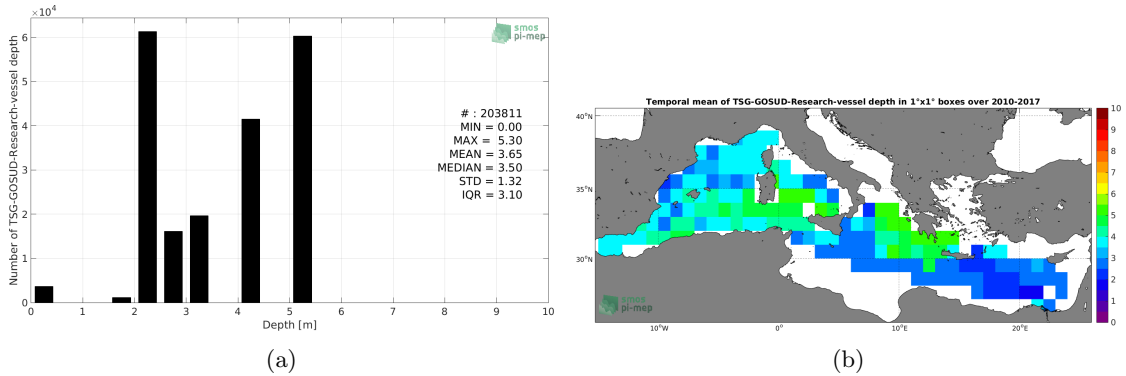 ×10⁴
smos
pi-mep
Number of TSG-GOSUD-Research-vessel depth
6
5
4
3
2
1
0
# : 203811
MIN = 0.00
MAX = 5.30
MEAN = 3.65
MEDIAN = 3.50
STD = 1.32
IQR = 3.10
0 1 2 3 4 5 6 7 8 9 10
Depth [m]
(a)
Temporal mean of TSG-GOSUD-Research-vessel depth in 1°x1° boxes over 2010-2017
40°N
35°N
30°N
10°W 0° 10°E 20°E
smos
pi-mep
10
9
8
7
6
5
4
3
2
1
0
(b)